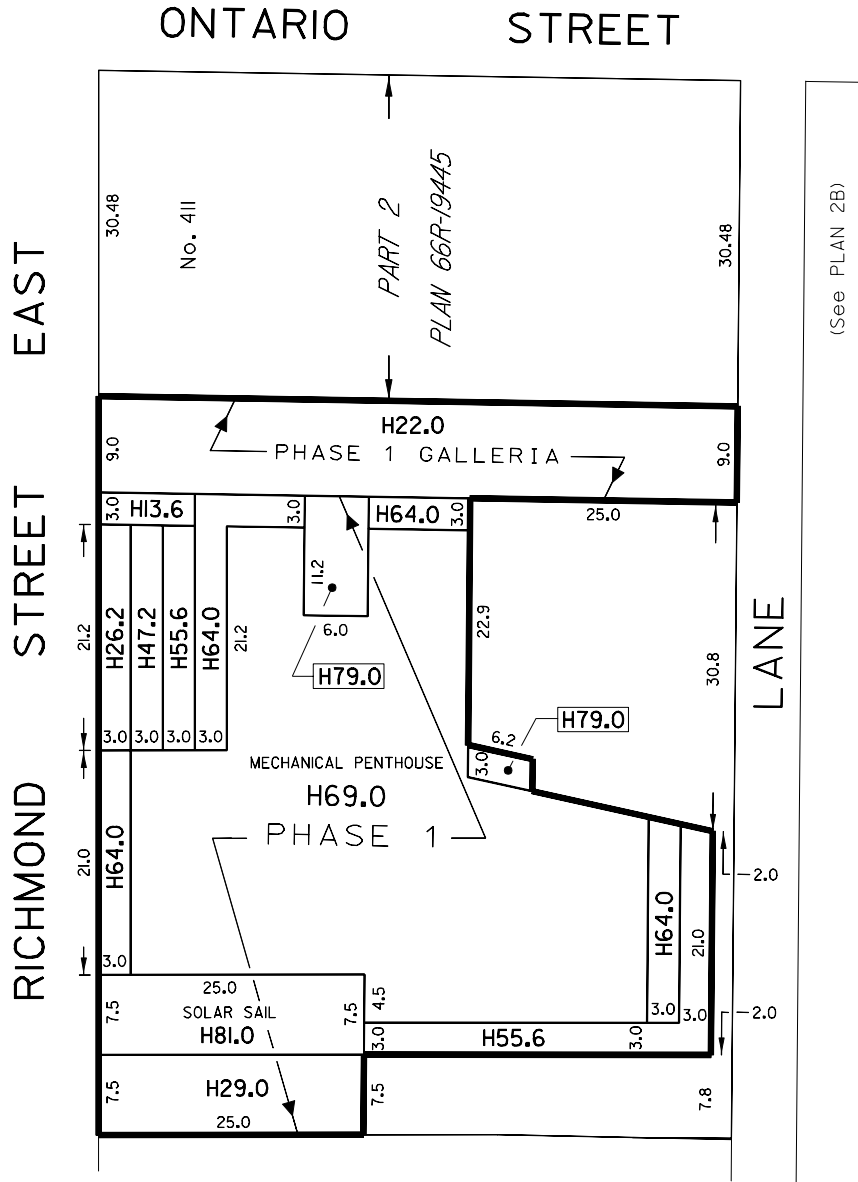 ONTARIO STREET
RICHMOND STREET EAST
LANE
(See PLAN 2B)
30.48
No. 411
PART 2
PLAN 66R-19445
30.48
H22.0
9.0
PHASE 1 GALLERIA
9.0
3.0
H13.6
3.0
H64.0
3.0
25.0
21.2
H26.2
H47.2
H55.6
H64.0
21.2
11.2
6.0
H79.0
22.9
30.8
3.0
3.0
3.0
3.0
6.2
3.0
H79.0
MECHANICAL PENTHOUSE
H69.0
PHASE 1
21.0
H64.0
3.0
H64.0
21.0
2.0
3.0
3.0
2.0
25.0
7.5
SOLAR SAIL
H81.0
7.5
4.5
3.0
H55.6
3.0
7.5
H29.0
25.0
7.5
7.8